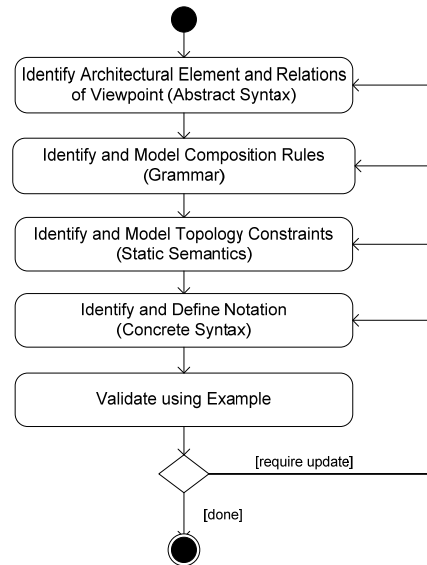 Identify Architectural Element and Relations
of Viewpoint (Abstract Syntax)
Identify and Model Composition Rules
(Grammar)
Identify and Model Topology Constraints
(Static Semantics)
Identify and Define Notation
(Concrete Syntax)
Validate using Example
[require update]
[done]